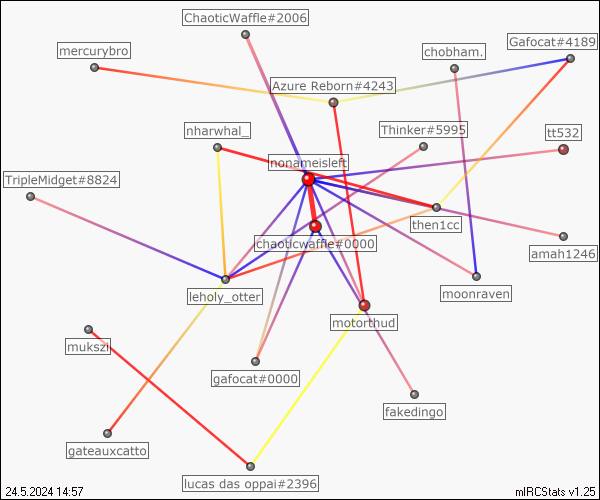 ChaoticWaffle#2006
mercurybro
chobham.
Gafocat#4189
Azure Reborn#4243
nharwhal_
Thinker#5995
tt532
nonameisleft
TripleMidget#8824
then1cc
chaoticwaffle#0000
amah1246
leholy_otter
moonraven
motorthud
mukszi
gafocat#0000
fakedingo
gateauxcatto
lucas das oppai#2396
24.5.2024 14:57
mIRCStats v1.25